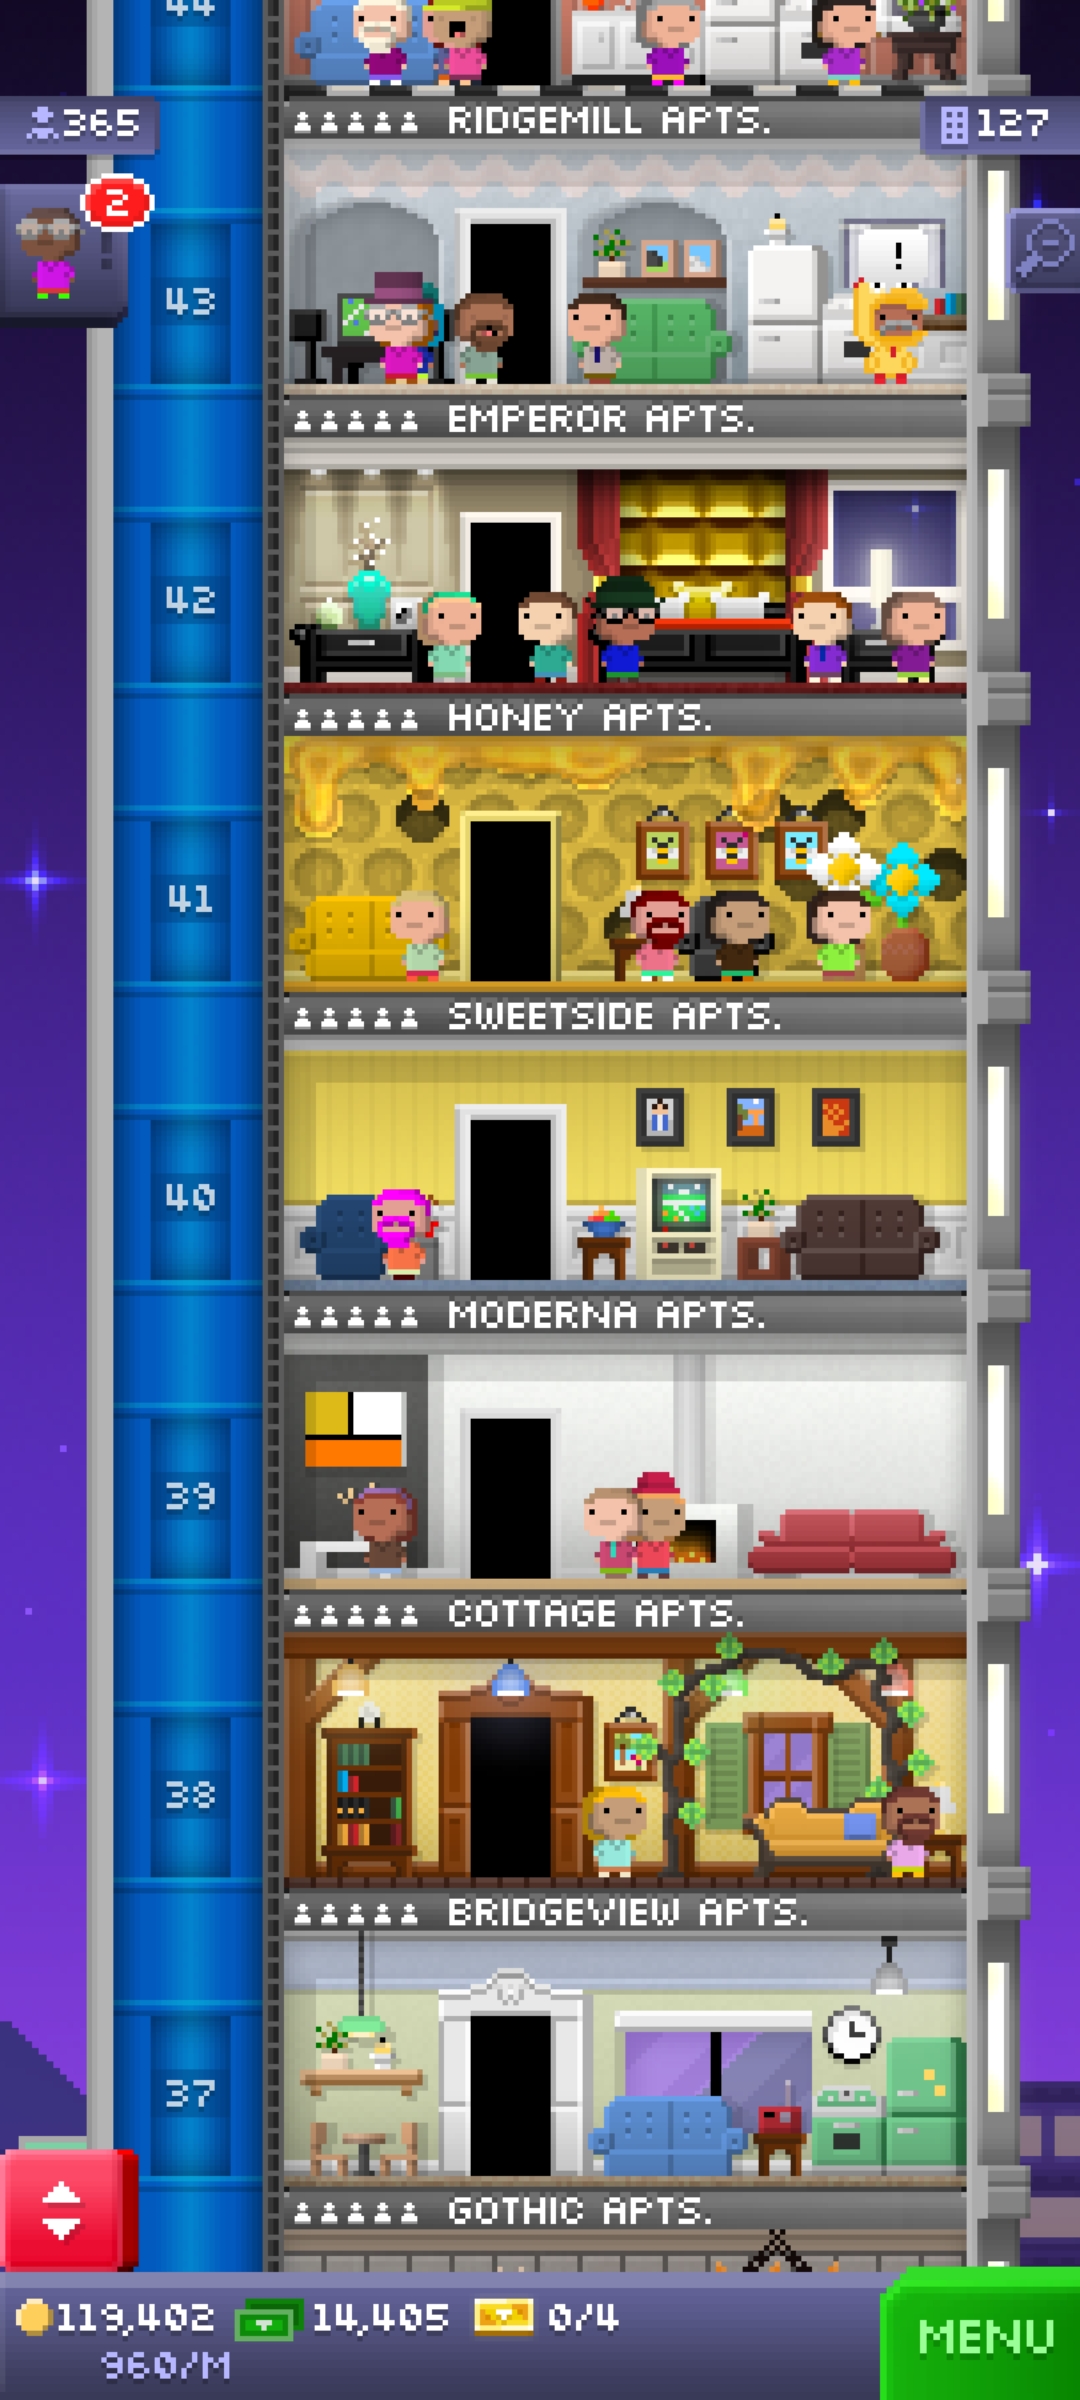 44
365
RIDGEMILL APTS.
127
2
!
!
43
EMPEROR APTS.
42
HONEY APTS.
41
SWEETSIDE APTS.
40
MODERNA APTS.
39
COTTAGE APTS.
38
BRIDGEVIEW APTS.
37
GOTHIC APTS.
119,402 14,405 0/4
960/M
MENU